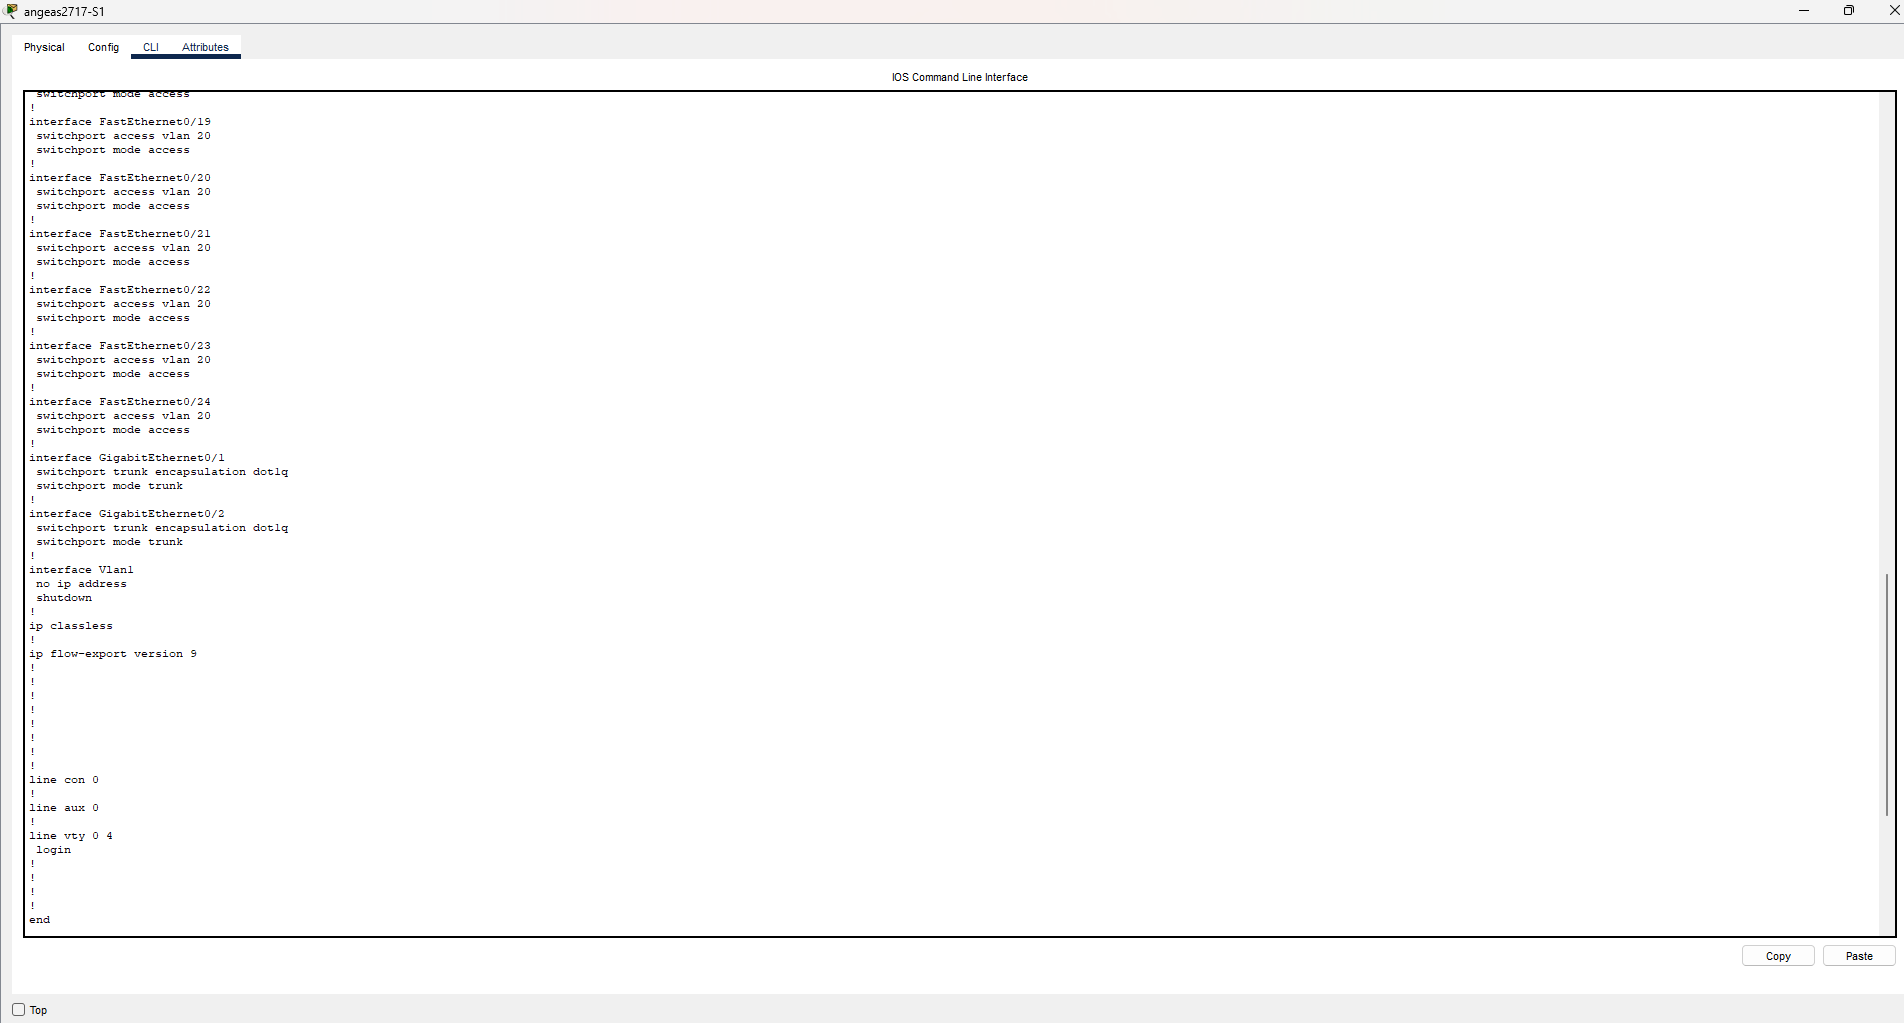 angeas2717-S1
Physical Config CLI Attributes
IOS Command Line Interface
switchport mode access
!
interface FastEthernet0/19
switchport access vlan 20
switchport mode access
!
interface FastEthernet0/20
switchport access vlan 20
switchport mode access
!
interface FastEthernet0/21
switchport access vlan 20
switchport mode access
!
interface FastEthernet0/22
switchport access vlan 20
switchport mode access
!
interface FastEthernet0/23
switchport access vlan 20
switchport mode access
!
interface FastEthernet0/24
switchport access vlan 20
switchport mode access
!
interface GigabitEthernet0/1
switchport trunk encapsulation dot1q
switchport mode trunk
!
interface GigabitEthernet0/2
switchport trunk encapsulation dot1q
switchport mode trunk
!
interface Vlan1
no ip address
shutdown
!
ip classless
!
ip flow-export version 9
!
!
!
!
!
!
!
!
line con 0
!
line aux 0
!
line vty 0 4
login
!
!
!
!
end
Copy Paste
Top